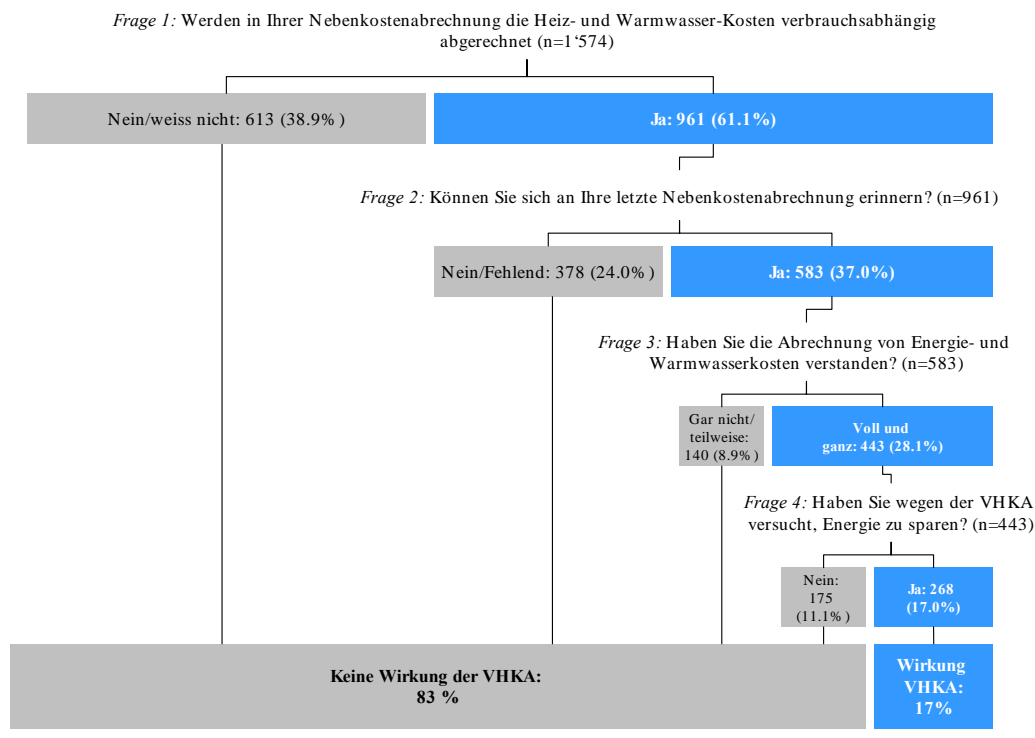 Frage 1: Werden in Ihrer Nebenkostenabrechnung die Heiz- und Warmwasser-Kosten verbrauchsabhängig
abgerechnet (n=1‘574)
Nein/weiss nicht: 613 (38.9%)
Ja: 961 (61.1%)
Frage 2: Können Sie sich an Ihre letzte Nebenkostenabrechnung erinnern? (n=961)
Nein/Fehlend: 378 (24.0%)
Ja: 583 (37.0%)
Frage 3: Haben Sie die Abrechnung von Energie- und
Warmwasserkosten verstanden? (n=583)
Gar nicht/
teilweise:
140 (8.9%)
Voll und
ganz: 443 (28.1%)
Frage 4: Haben Sie wegen der VHKA
versucht, Energie zu sparen? (n=443)
Nein:
175
(11.1%)
Ja: 268
(17.0%)
Keine Wirkung der VHKA:
83 %
Wirkung
VHKA:
17%